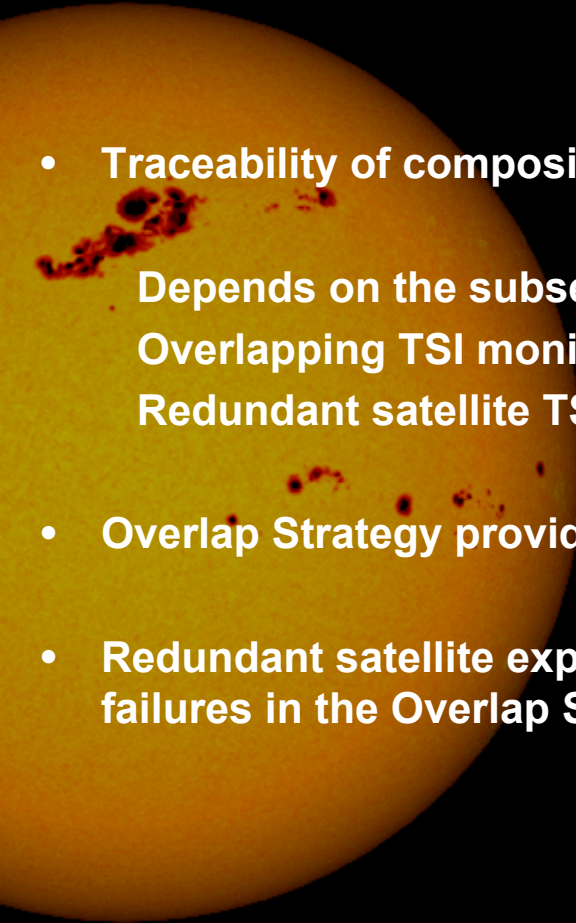 • Traceability of composi
Depends on the subse
Overlapping TSI moni
Redundant satellite TS
• Overlap Strategy provid
• Redundant satellite exp
failures in the Overlap S